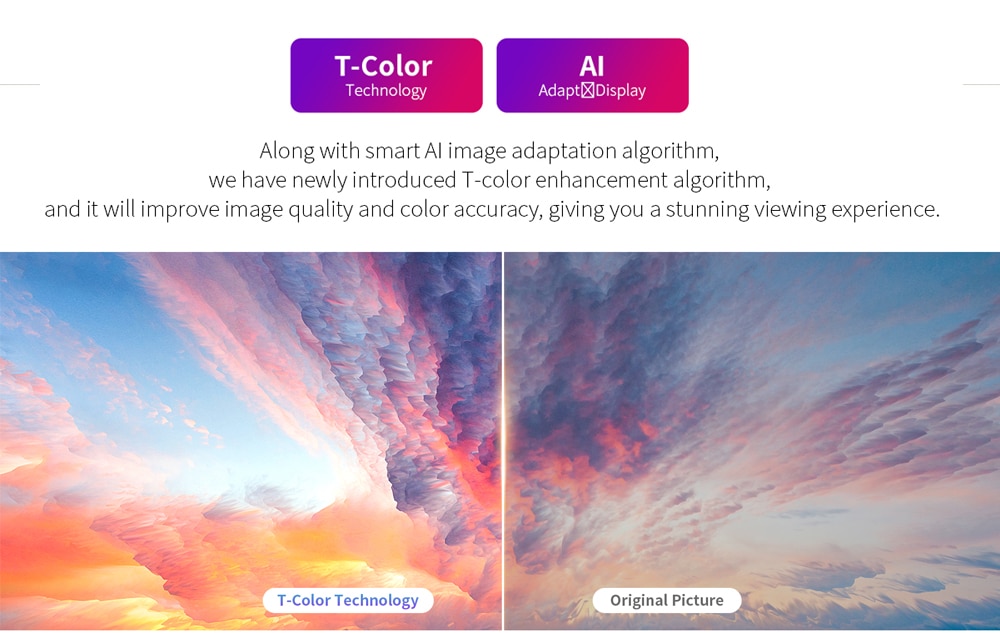 T-Color
Technology
AI
Adapt☒Display
Along with smart AI image adaptation algorithm,
we have newly introduced T-color enhancement algorithm,
and it will improve image quality and color accuracy, giving you a stunning viewing experience.
T-Color Technology
Original Picture